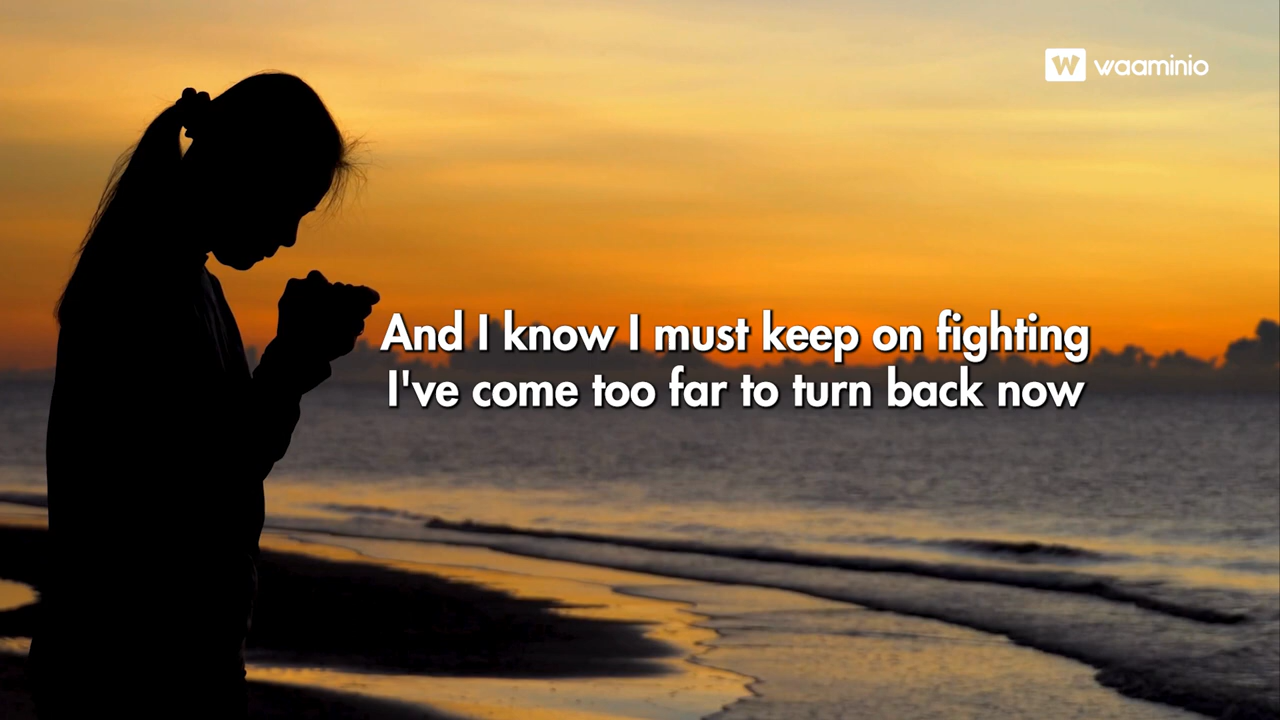 W waaminio
And I know I must keep on fighting
I've come too far to turn back now